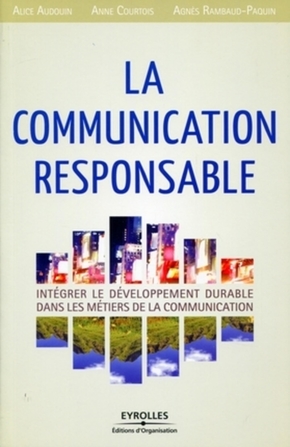 ALICE AUDOUIN ANNE COURTOIS AGNÈS RAMBAUD-PAQUIN
LA
COMMUNICATION
RESPONSABLE
INTÉGRER LE DÉVELOPPEMENT DURABLE
DANS LES MÉTIERS DE LA COMMUNICATION
EYROLLES
Éditions d'Organisation